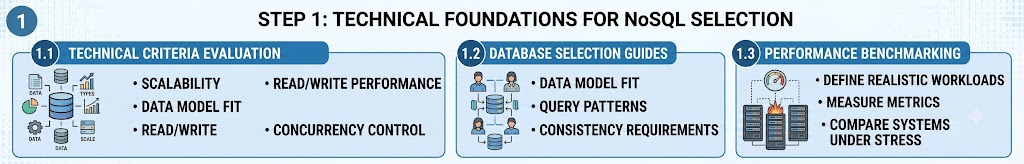 1
STEP 1: TECHNICAL FOUNDATIONS FOR NoSQL SELECTION
1.1 TECHNICAL CRITERIA EVALUATION
DATA
TYPES
DATA
DATA
SCALE
• SCALABILITY
• DATA MODEL FIT
• READ/WRITE
• READ/WRITE PERFORMANCE
• CONCURRENCY CONTROL
1.2 DATABASE SELECTION GUIDES
• DATA MODEL FIT
• QUERY PATTERNS
• CONSISTENCY REQUIREMENTS
1.3 PERFORMANCE BENCHMARKING
• DEFINE REALISTIC WORKLOADS
• MEASURE METRICS
• COMPARE SYSTEMS
UNDER STRESS